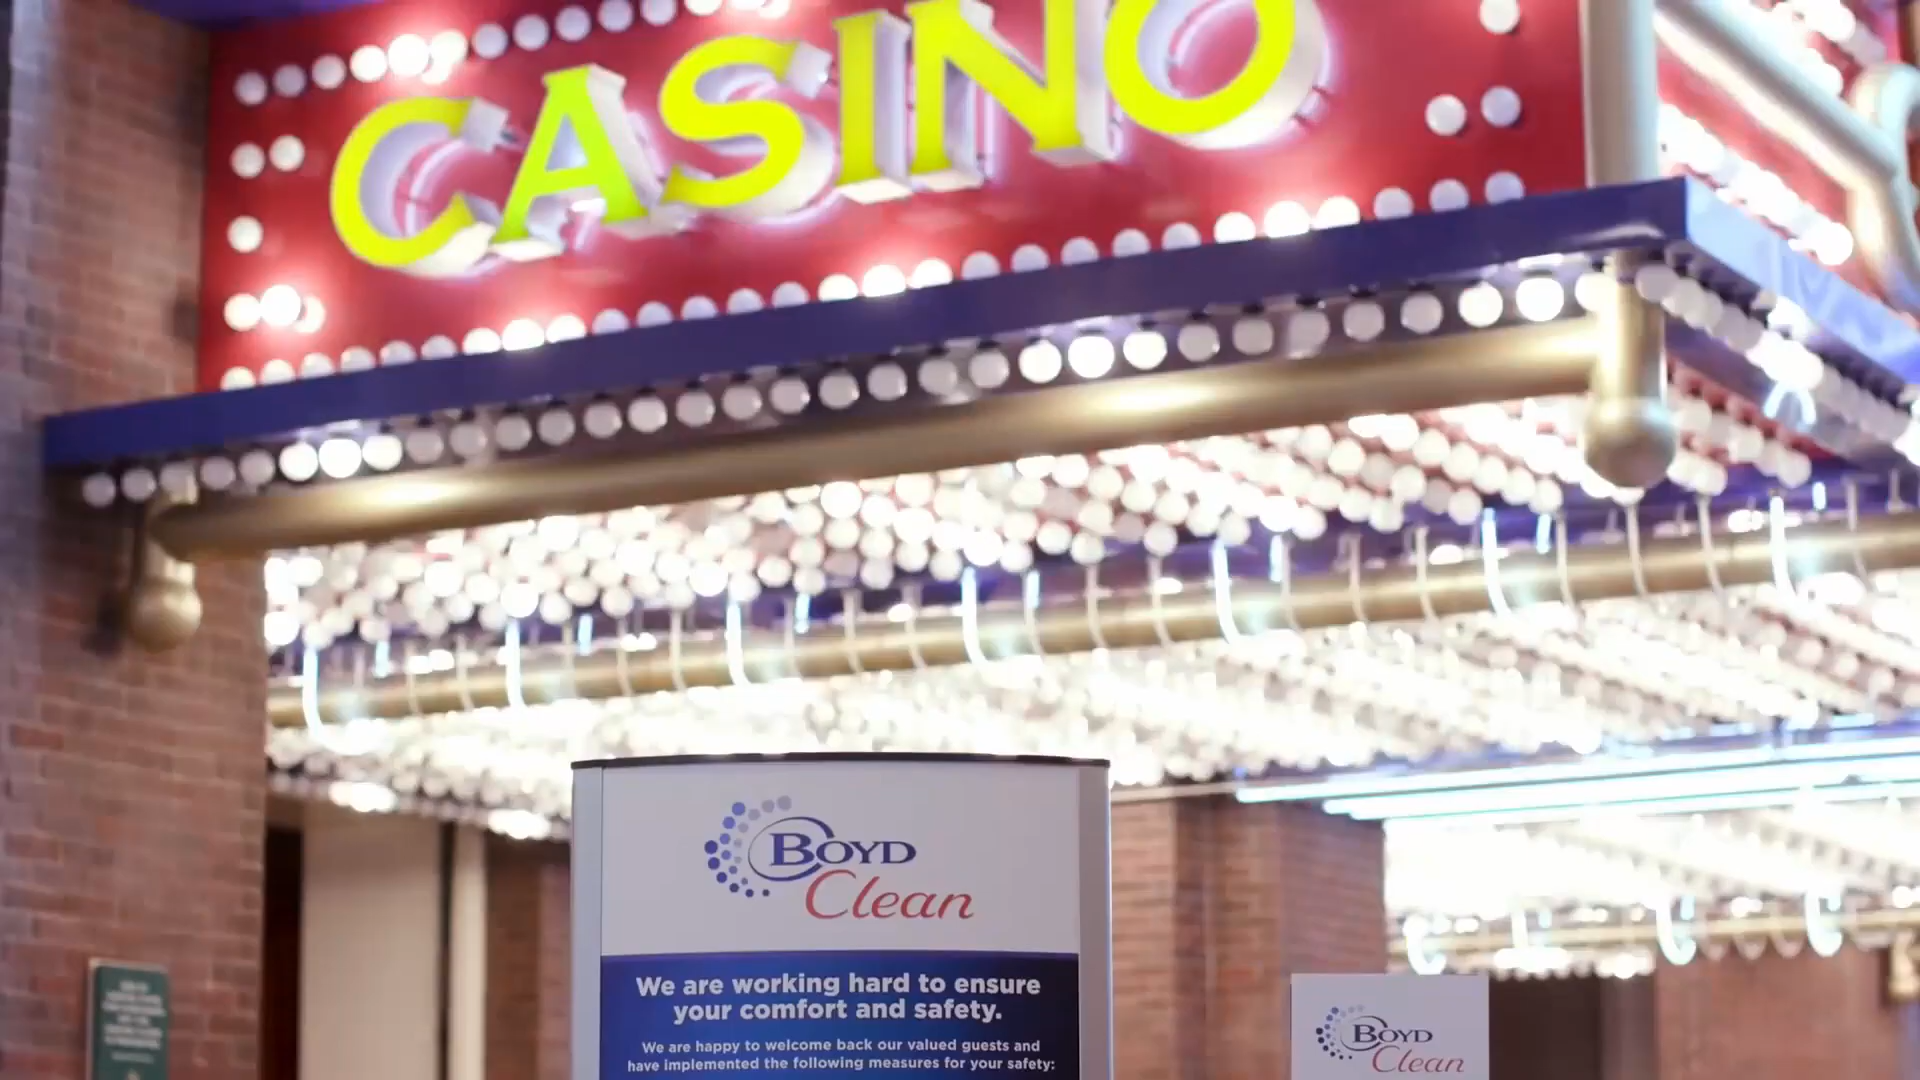 CASINO
BOYD
Clean
We are working hard to ensure
your comfort and safety.
We are happy to welcome back our valued guests and
have implemented the following measures for your safety:
BOYD
Clean